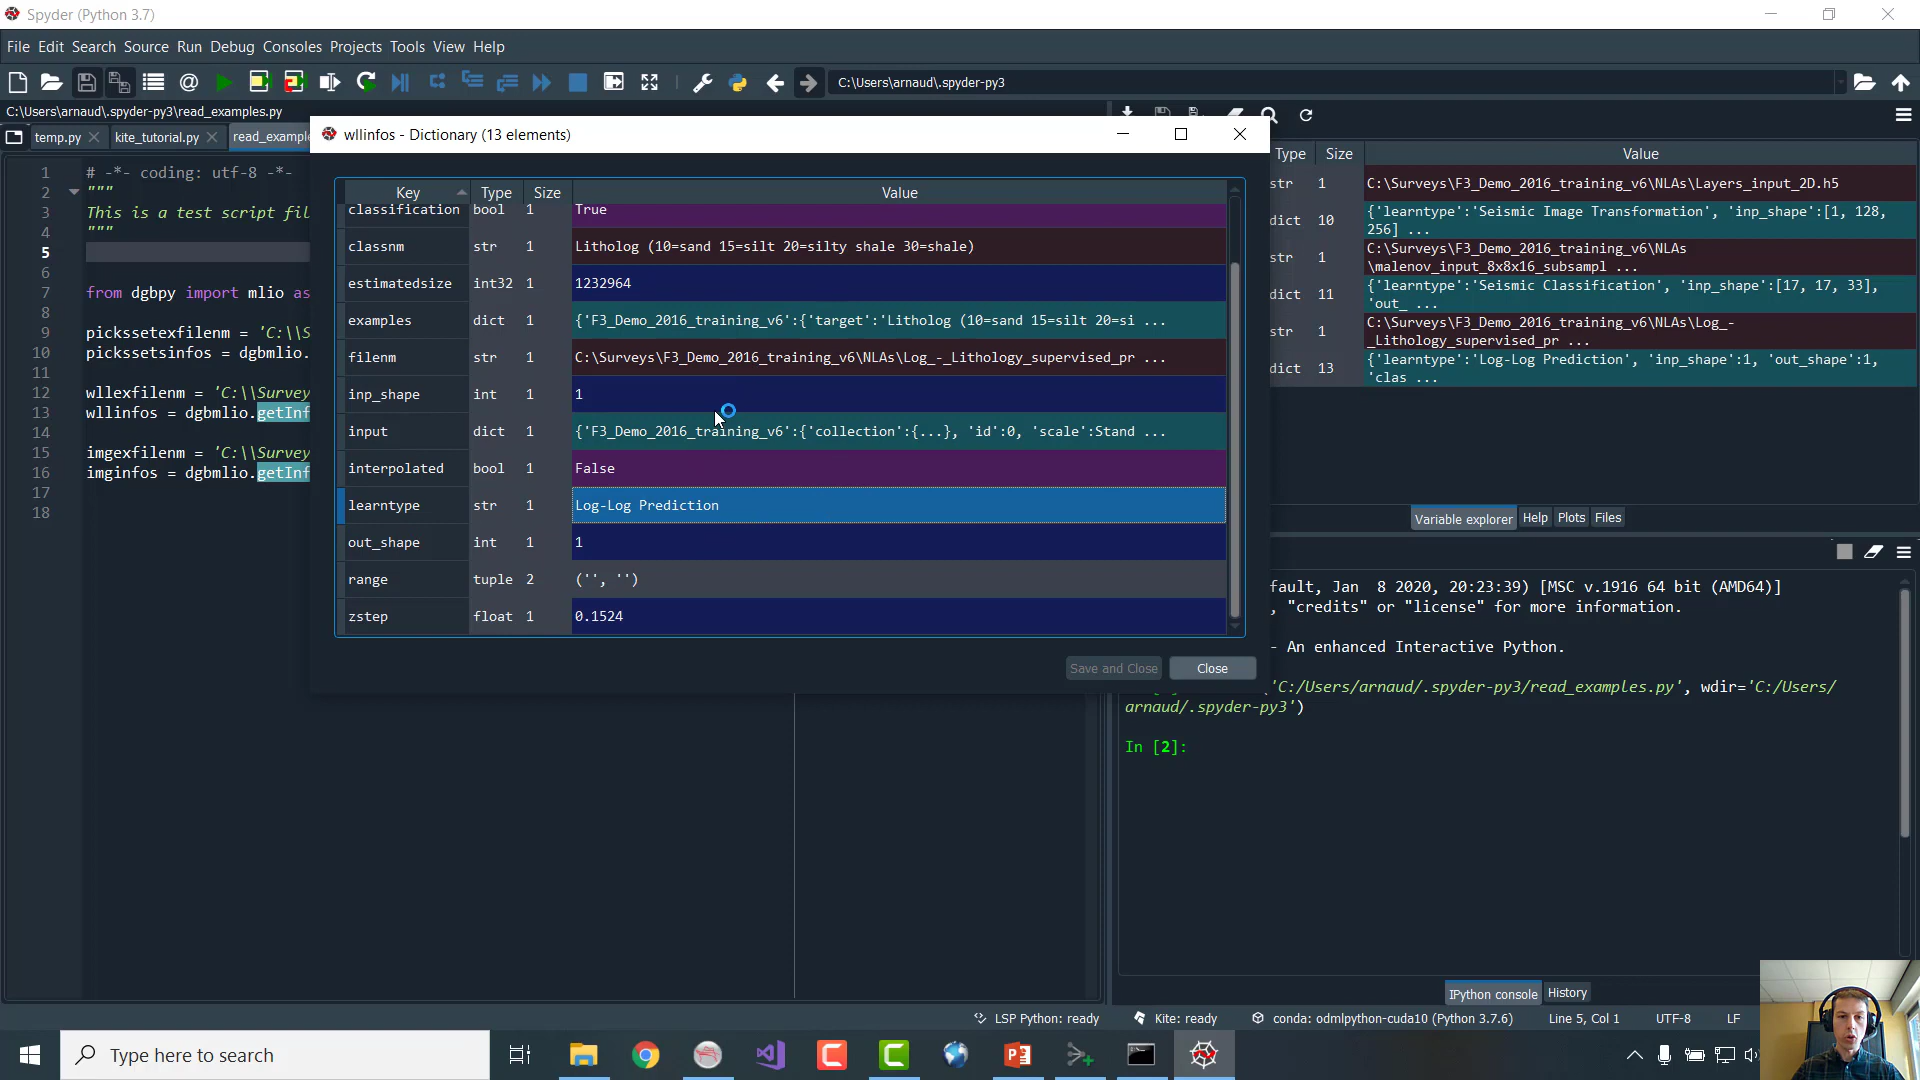 Spyder (Python 3.7)
File Edit Search Source Run Debug Consoles Projects Tools View Help
C:\Users\arnaud\.spyder-py3
C:\Users\arnaud\.spyder-py3\read_examples.py
temp.py
kite_tutorial.py
read_example
1 # -*- coding: utf-8 -*-
2 """
3 This is a test script fil
4 """
5
6
7 from dgbpy import mlio as
8
9 pickssetexfilenm = 'C:\\S
10 pickssetsinfos = dgbmlio.
11
12 wllexfilenm = 'C:\\Survey
13 wllinfos = dgbmlio.getInf
14
15 imgexfilenm = 'C:\\Survey
16 imginfos = dgbmlio.getInf
17
18
wllinfos - Dictionary (13 elements)
Key Type Size Value
classification bool 1 True
classnm str 1 Litholog (10=sand 15=silt 20=silty shale 30=shale)
estimatedsize int32 1 1232964
examples dict 1 {'F3_Demo_2016_training_v6':{'target':'Litholog (10=sand 15=silt 20=si ...
filenm str 1 C:\Surveys\F3_Demo_2016_training_v6\NLAs\Log_-_Lithology_supervised_pr ...
inp_shape int 1 1
input dict 1 {'F3_Demo_2016_training_v6':{'collection':{...}, 'id':0, 'scale':Stand ...
interpolated bool 1 False
learntype str 1 Log-Log Prediction
out_shape int 1 1
range tuple 2 ('', '')
zstep float 1 0.1524
Save and Close
Close
Type Size Value
str 1 C:\Surveys\F3_Demo_2016_training_v6\NLAs\Layers_input_2D.h5
dict 10 {'learntype':'Seismic Image Transformation', 'inp_shape':[1, 128,
256] ...
str 1 C:\Surveys\F3_Demo_2016_training_v6\NLAs
\malenov_input_8x8x16_subsampl ...
dict 11 {'learntype':'Seismic Classification', 'inp_shape':[17, 17, 33],
'out_ ...
str 1 C:\Surveys\F3_Demo_2016_training_v6\NLAs\Log_-
_Lithology_supervised_pr ...
dict 13 {'learntype':'Log-Log Prediction', 'inp_shape':1, 'out_shape':1,
'clas ...
Variable explorer Help Plots Files
fault, Jan  8 2020, 20:23:39) [MSC v.1916 64 bit (AMD64)]
, "credits" or "license" for more information.
- An enhanced Interactive Python.
'C:/Users/arnaud/.spyder-py3/read_examples.py', wdir='C:/Users/
arnaud/.spyder-py3')
In [2]:
IPython console History
LSP Python: ready Kite: ready conda: odmlpython-cuda10 (Python 3.7.6) Line 5, Col 1 UTF-8 LF
Type here to search